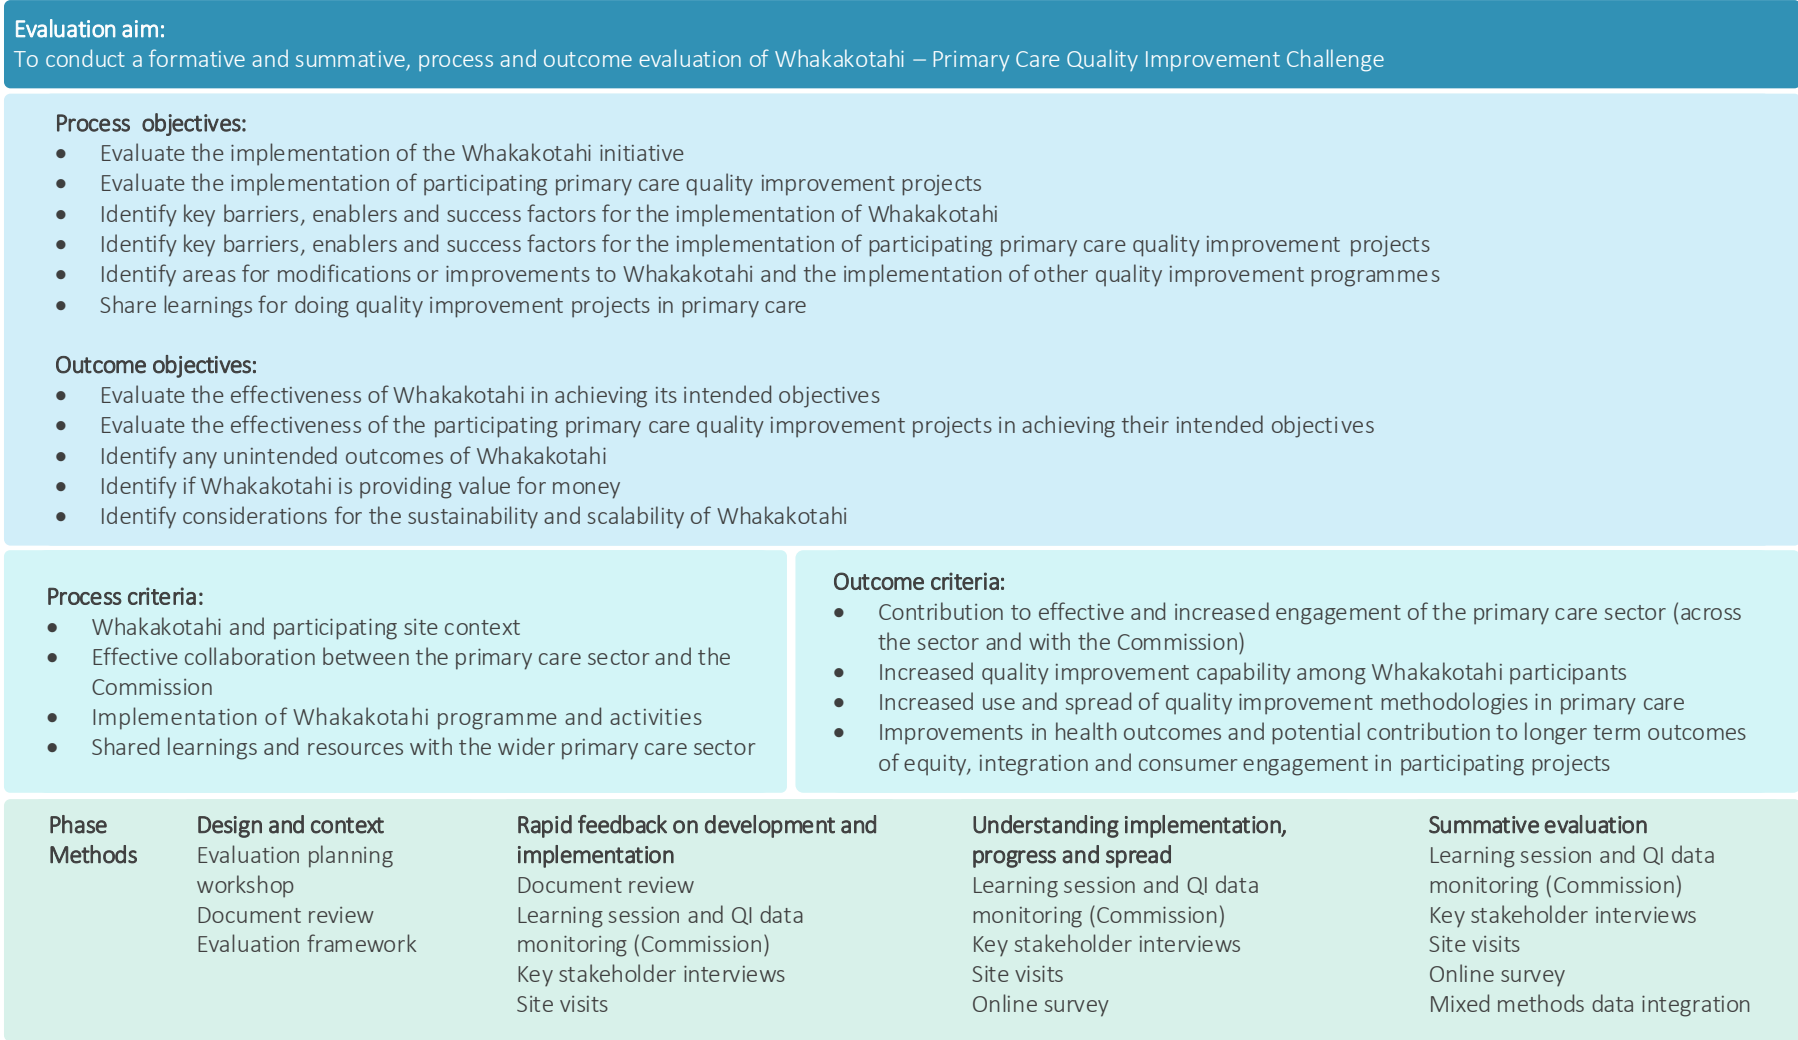 Evaluation aim:
To conduct a formative and summative, process and outcome evaluation of Whakakotahi – Primary Care Quality Improvement Challenge
Process objectives:
• Evaluate the implementation of the Whakakotahi initiative
• Evaluate the implementation of participating primary care quality improvement projects
• Identify key barriers, enablers and success factors for the implementation of Whakakotahi
• Identify key barriers, enablers and success factors for the implementation of participating primary care quality improvement projects
• Identify areas for modifications or improvements to Whakakotahi and the implementation of other quality improvement programmes
• Share learnings for doing quality improvement projects in primary care
Outcome objectives:
• Evaluate the effectiveness of Whakakotahi in achieving its intended objectives
• Evaluate the effectiveness of the participating primary care quality improvement projects in achieving their intended objectives
• Identify any unintended outcomes of Whakakotahi
• Identify if Whakakotahi is providing value for money
• Identify considerations for the sustainability and scalability of Whakakotahi
Process criteria:
• Whakakotahi and participating site context
• Effective collaboration between the primary care sector and the
Commission
• Implementation of Whakakotahi programme and activities
• Shared learnings and resources with the wider primary care sector
Outcome criteria:
• Contribution to effective and increased engagement of the primary care sector (across
the sector and with the Commission)
• Increased quality improvement capability among Whakakotahi participants
• Increased use and spread of quality improvement methodologies in primary care
• Improvements in health outcomes and potential contribution to longer term outcomes
of equity, integration and consumer engagement in participating projects
Phase
Methods
Design and context
Evaluation planning
workshop
Document review
Evaluation framework
Rapid feedback on development and
implementation
Document review
Learning session and QI data
monitoring (Commission)
Key stakeholder interviews
Site visits
Understanding implementation,
progress and spread
Learning session and QI data
monitoring (Commission)
Key stakeholder interviews
Site visits
Online survey
Summative evaluation
Learning session and QI data
monitoring (Commission)
Key stakeholder interviews
Site visits
Online survey
Mixed methods data integration